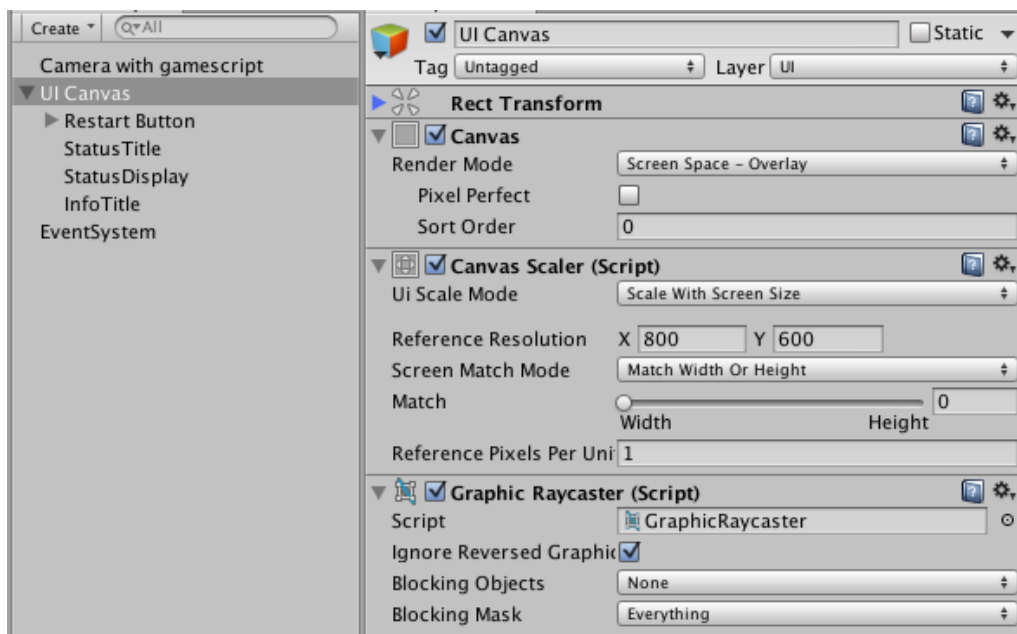 Create
All
Camera with gamescript
UI Canvas
Restart Button
StatusTitle
StatusDisplay
InfoTitle
EventSystem
UI Canvas
Static
Tag Untagged Layer UI
Rect Transform
Canvas
Render Mode Screen Space – Overlay
Pixel Perfect
Sort Order 0
Canvas Scaler (Script)
Ui Scale Mode Scale With Screen Size
Reference Resolution X 800 Y 600
Screen Match Mode Match Width Or Height
Match 0
Width Height
Reference Pixels Per Uni 1
Graphic Raycaster (Script)
Script GraphicRaycaster
Ignore Reversed Graphic
Blocking Objects None
Blocking Mask Everything